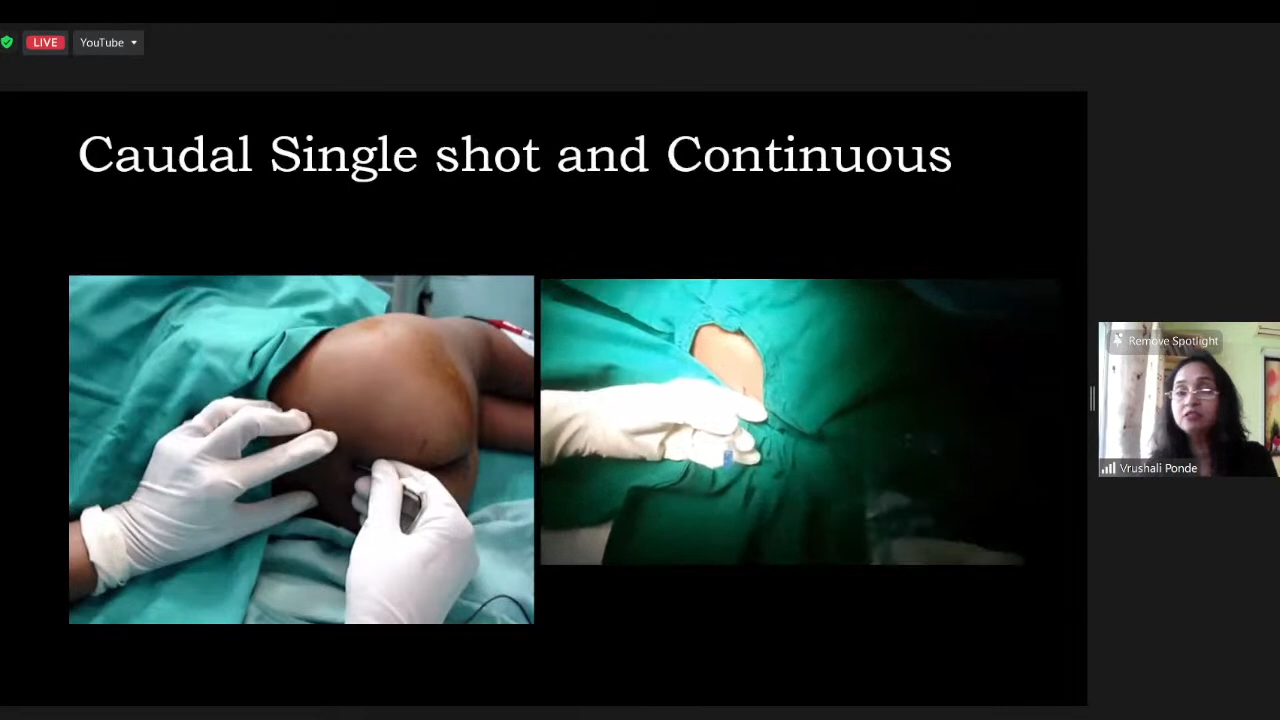 LIVE
YouTube
Caudal Single shot and Continuous
Remove Spotlight
Vrushali Ponde